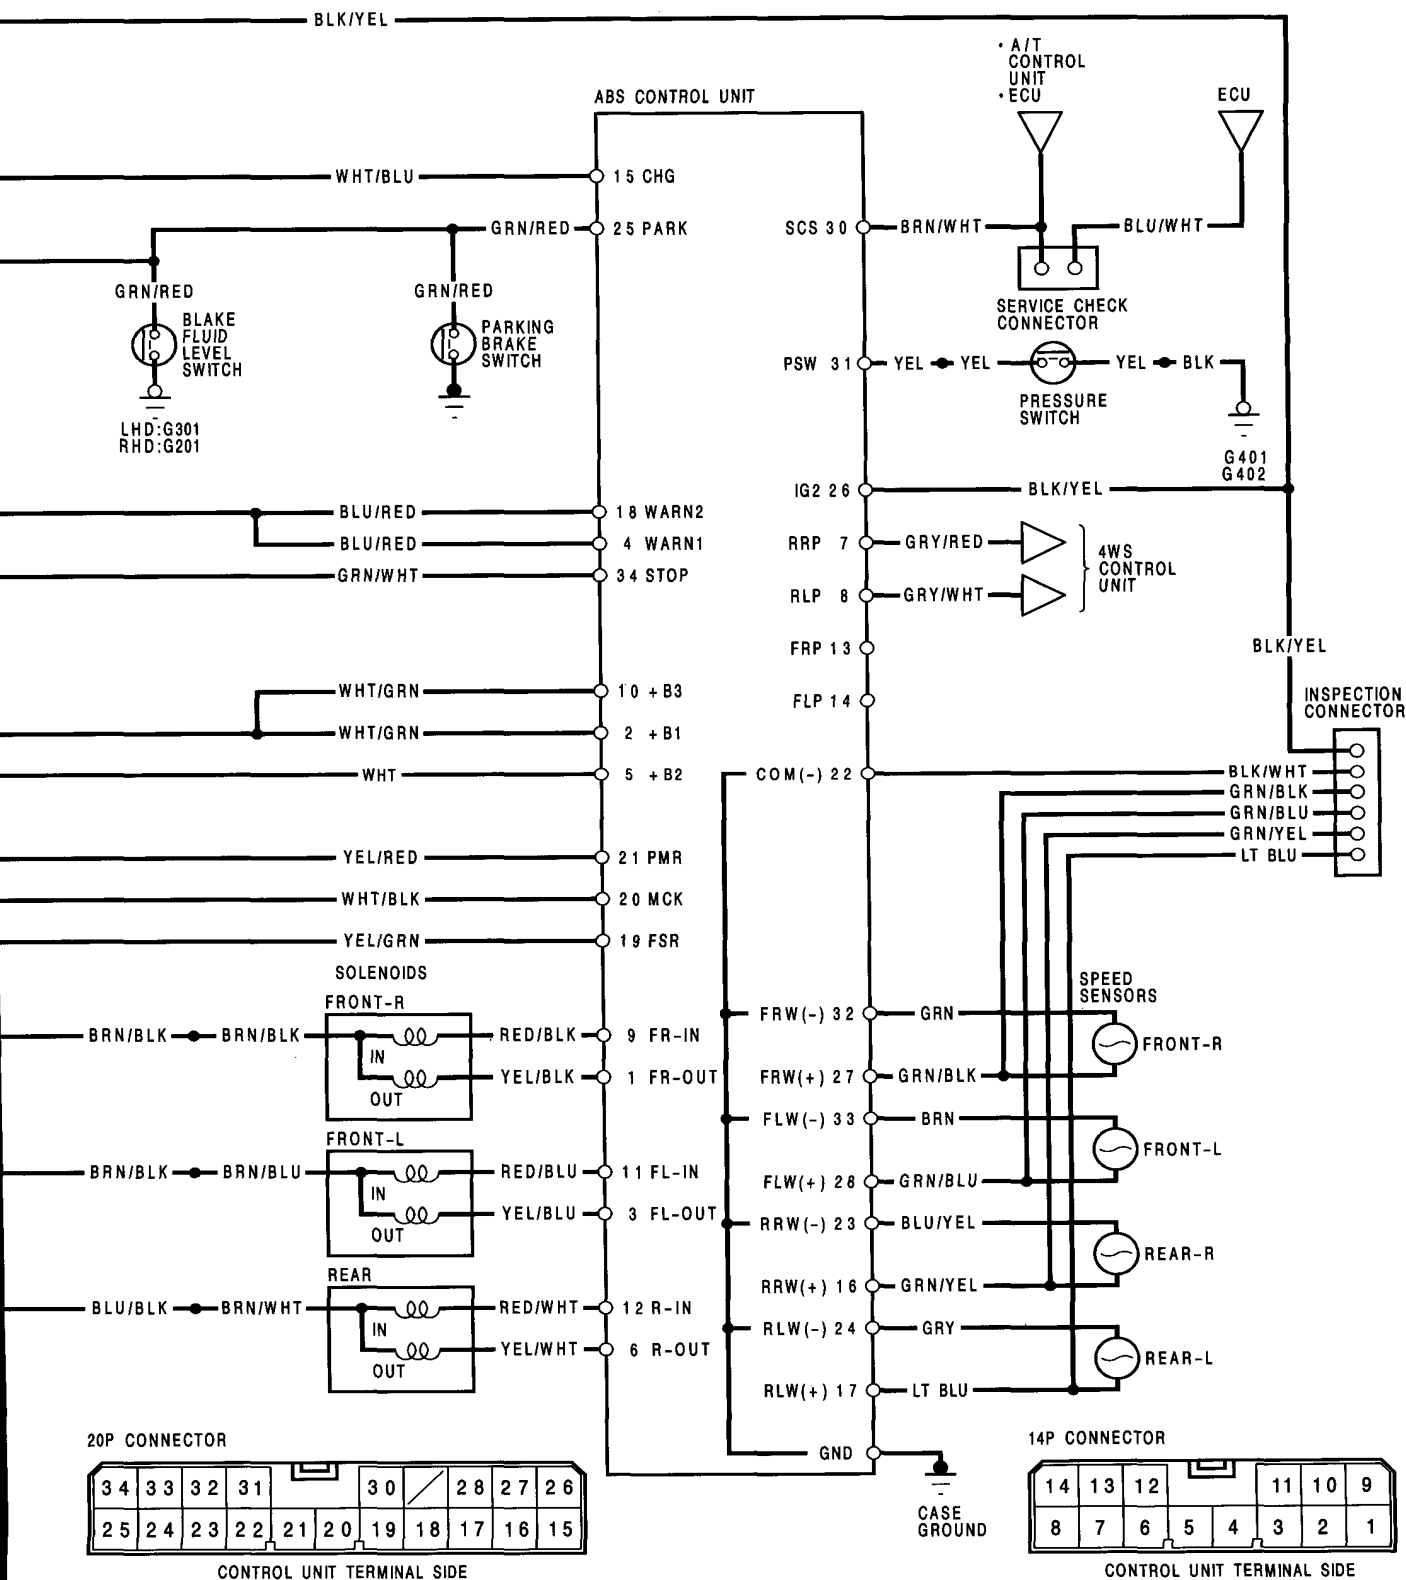 BLK/YEL
• A/T
CONTROL
UNIT
• ECU
ECU
ABS CONTROL UNIT
WHT/BLU
15 CHG
GRN/RED
25 PARK
SCS 30
BRN/WHT
BLU/WHT
GRN/RED
GRN/RED
SERVICE CHECK
CONNECTOR
BLAKE
FLUID
LEVEL
SWITCH
PARKING
BRAKE
SWITCH
PSW 31
YEL
YEL
YEL
BLK
PRESSURE
SWITCH
LHD:G301
RHD:G201
G401
G402
IG2 26
BLK/YEL
BLU/RED
18 WARN2
BLU/RED
4 WARN1
GRN/WHT
34 STOP
RRP 7
GRY/RED
RLP 8
GRY/WHT
4WS
CONTROL
UNIT
FRP 13
FLP 14
BLK/YEL
WHT/GRN
10 +B3
WHT/GRN
2 +B1
WHT
5 +B2
INSPECTION
CONNECTOR
COM(-) 22
BLK/WHT
GRN/BLK
GRN/BLU
GRN/YEL
LT BLU
YEL/RED
21 PMR
WHT/BLK
20 MCK
YEL/GRN
19 FSR
SOLENOIDS
FRONT-R
BRN/BLK
BRN/BLK
IN
OUT
RED/BLK
9 FR-IN
YEL/BLK
1 FR-OUT
SPEED
SENSORS
FRW(-) 32
GRN
FRONT-R
FRW(+) 27
GRN/BLK
FRONT-L
BRN/BLK
BRN/BLU
IN
OUT
RED/BLU
11 FL-IN
YEL/BLU
3 FL-OUT
FLW(-) 33
BRN
FRONT-L
FLW(+) 28
GRN/BLU
RRW(-) 23
BLU/YEL
REAR-R
RRW(+) 16
GRN/YEL
REAR
BLU/BLK
BRN/WHT
IN
OUT
RED/WHT
12 R-IN
YEL/WHT
6 R-OUT
RLW(-) 24
GRY
REAR-L
RLW(+) 17
LT BLU
GND
CASE
GROUND
20P CONNECTOR
34 33 32 31 30 28 27 26
25 24 23 22 21 20 19 18 17 16 15
CONTROL UNIT TERMINAL SIDE
14P CONNECTOR
14 13 12 11 10 9
8 7 6 5 4 3 2 1
CONTROL UNIT TERMINAL SIDE